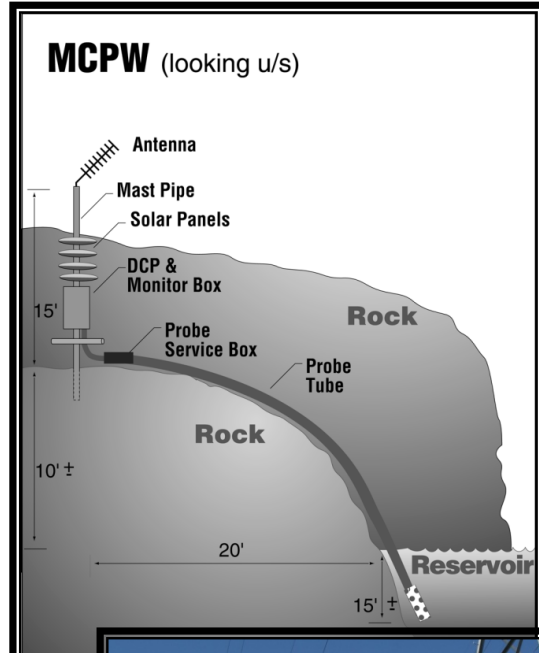 MCPW (looking u/s)
Antenna
Mast Pipe
Solar Panels
DCP &
Monitor Box
15'
Rock
Probe
Service Box
Probe
Tube
Rock
10' ±
20'
Reservoir
15' ±